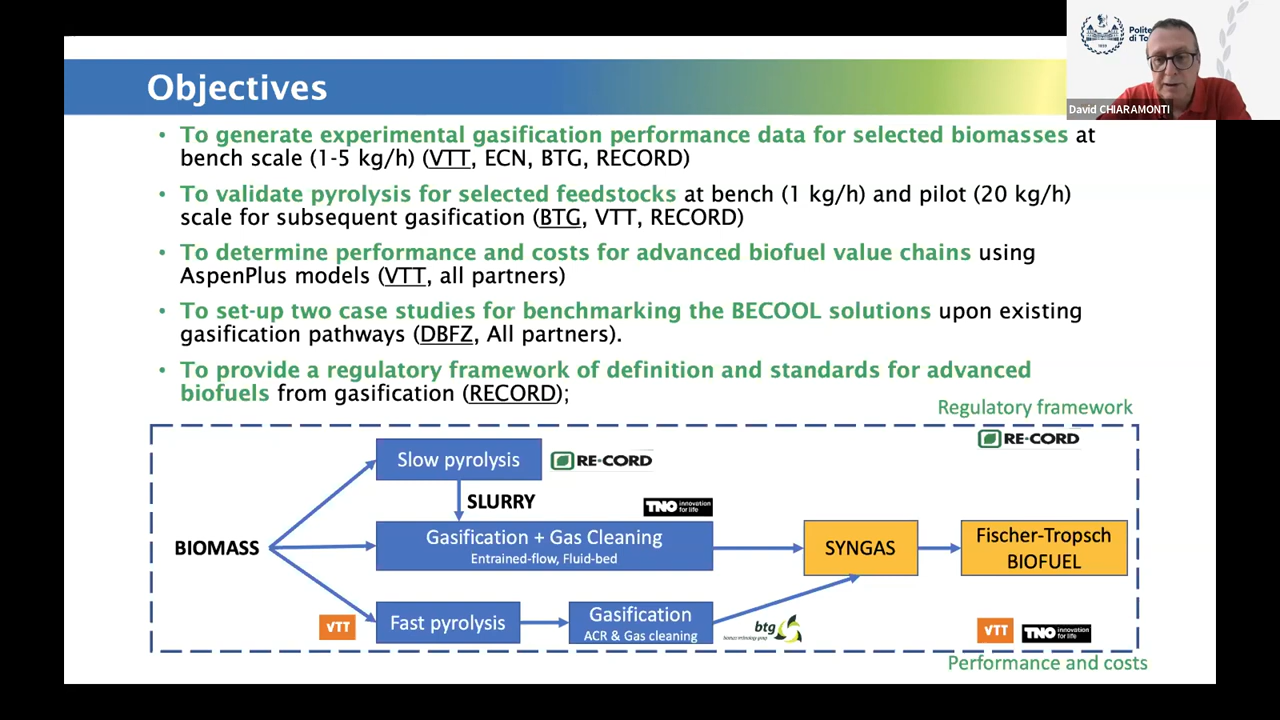 Objectives
Polite
di To
David CHIARAMONTI
• To generate experimental gasification performance data for selected biomasses at
bench scale (1-5 kg/h) (VTT, ECN, BTG, RECORD)
• To validate pyrolysis for selected feedstocks at bench (1 kg/h) and pilot (20 kg/h)
scale for subsequent gasification (BTG, VTT, RECORD)
• To determine performance and costs for advanced biofuel value chains using
AspenPlus models (VTT, all partners)
• To set-up two case studies for benchmarking the BECOOL solutions upon existing
gasification pathways (DBFZ, All partners).
• To provide a regulatory framework of definition and standards for advanced
biofuels from gasification (RECORD);
Regulatory framework
RE-CORD
Slow pyrolysis
RE-CORD
SLURRY
TNO innovation
for life
BIOMASS
Gasification + Gas Cleaning
Entrained-flow, Fluid-bed
SYNGAS
Fischer-Tropsch
BIOFUEL
VTT
Fast pyrolysis
Gasification
ACR & Gas cleaning
btg
biomass technology group
VTT
TNO innovation
for life
Performance and costs